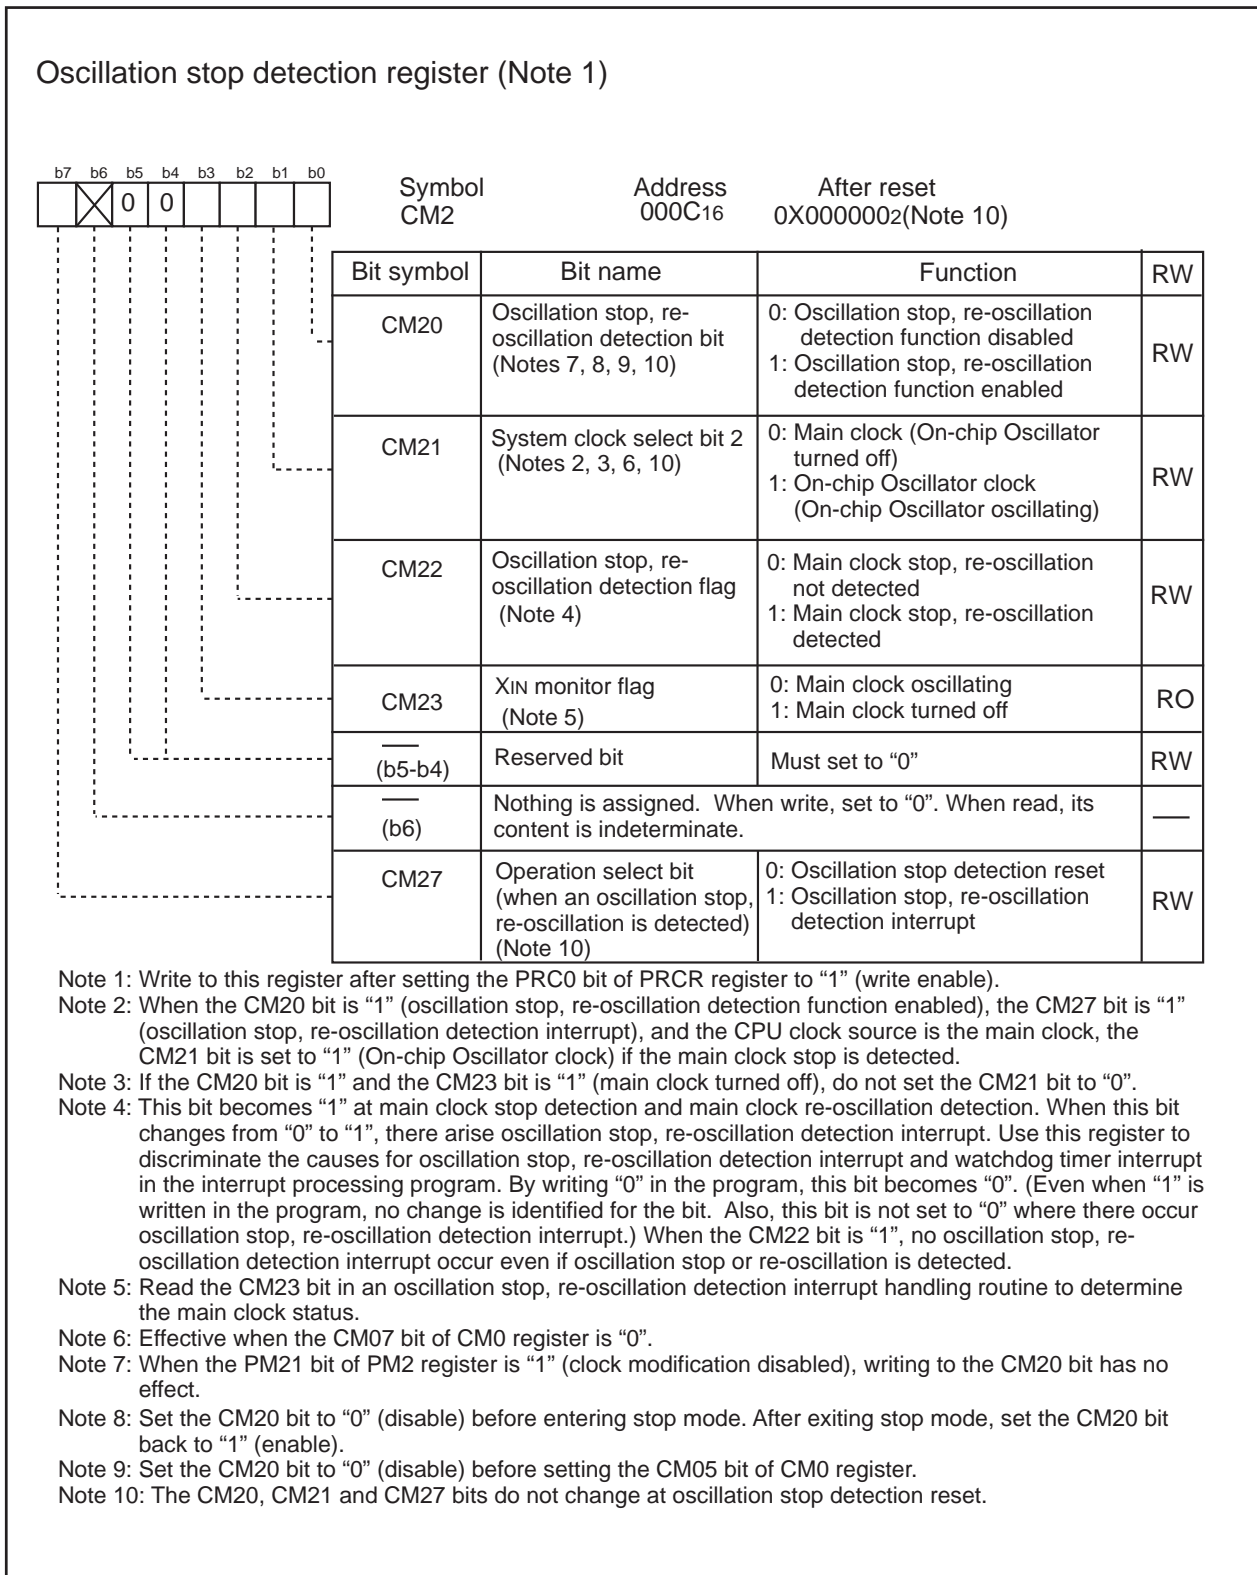 Oscillation stop detection register (Note 1)
b7 b6 b5 b4 b3 b2 b1 b0
0 0
Symbol Address After reset
CM2 000C16 0X0000002(Note 10)
Bit symbol Bit name Function RW
CM20 Oscillation stop, re- 0: Oscillation stop, re-oscillation
oscillation detection bit detection function disabled
(Notes 7, 8, 9, 10) 1: Oscillation stop, re-oscillation RW
detection function enabled
CM21 System clock select bit 2 0: Main clock (On-chip Oscillator
(Notes 2, 3, 6, 10) turned off)
1: On-chip Oscillator clock RW
(On-chip Oscillator oscillating)
CM22 Oscillation stop, re- 0: Main clock stop, re-oscillation
oscillation detection flag not detected RW
(Note 4) 1: Main clock stop, re-oscillation
detected
CM23 XIN monitor flag 0: Main clock oscillating RO
(Note 5) 1: Main clock turned off
(b5-b4) Reserved bit Must set to “0” RW
Nothing is assigned. When write, set to “0”. When read, its
(b6) content is indeterminate.
CM27 Operation select bit 0: Oscillation stop detection reset
(when an oscillation stop, 1: Oscillation stop, re-oscillation RW
re-oscillation is detected) detection interrupt
(Note 10)
Note 1: Write to this register after setting the PRC0 bit of PRCR register to “1” (write enable).
Note 2: When the CM20 bit is “1” (oscillation stop, re-oscillation detection function enabled), the CM27 bit is “1”
(oscillation stop, re-oscillation detection interrupt), and the CPU clock source is the main clock, the
CM21 bit is set to “1” (On-chip Oscillator clock) if the main clock stop is detected.
Note 3: If the CM20 bit is “1” and the CM23 bit is “1” (main clock turned off), do not set the CM21 bit to “0”.
Note 4: This bit becomes “1” at main clock stop detection and main clock re-oscillation detection. When this bit
changes from “0” to “1”, there arise oscillation stop, re-oscillation detection interrupt. Use this register to
discriminate the causes for oscillation stop, re-oscillation detection interrupt and watchdog timer interrupt
in the interrupt processing program. By writing “0” in the program, this bit becomes “0”. (Even when “1” is
written in the program, no change is identified for the bit. Also, this bit is not set to “0” where there occur
oscillation stop, re-oscillation detection interrupt.) When the CM22 bit is “1”, no oscillation stop, re-
oscillation detection interrupt occur even if oscillation stop or re-oscillation is detected.
Note 5: Read the CM23 bit in an oscillation stop, re-oscillation detection interrupt handling routine to determine
the main clock status.
Note 6: Effective when the CM07 bit of CM0 register is “0”.
Note 7: When the PM21 bit of PM2 register is “1” (clock modification disabled), writing to the CM20 bit has no
effect.
Note 8: Set the CM20 bit to “0” (disable) before entering stop mode. After exiting stop mode, set the CM20 bit
back to “1” (enable).
Note 9: Set the CM20 bit to “0” (disable) before setting the CM05 bit of CM0 register.
Note 10: The CM20, CM21 and CM27 bits do not change at oscillation stop detection reset.